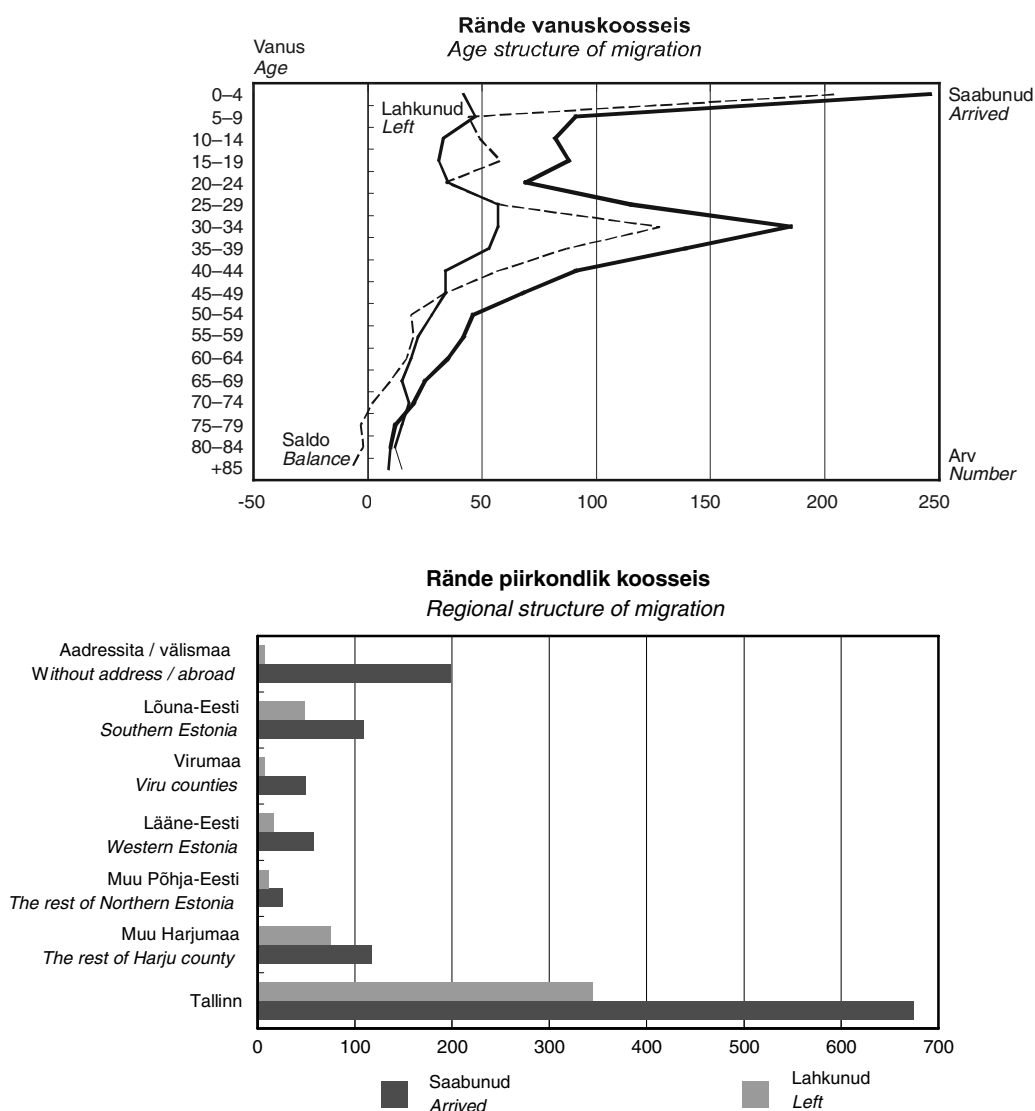 Rände vanuskoosseis
Age structure of migration
Vanus
Age
0–4
5–9
10–14
15–19
20–24
25–29
30–34
35–39
40–44
45–49
50–54
55–59
60–64
65–69
70–74
75–79
80–84
+85
Lahkunud
Left
Saabunud
Arrived
Saldo
Balance
Arv
Number
-50 0 50 100 150 200 250
Rände piirkondlik koosseis
Regional structure of migration
Aadressita / välismaa
Without address / abroad
Lõuna-Eesti
Southern Estonia
Virumaa
Viru counties
Lääne-Eesti
Western Estonia
Muu Põhja-Eesti
The rest of Northern Estonia
Muu Harjumaa
The rest of Harju county
Tallinn
0 100 200 300 400 500 600 700
Saabunud
Arrived
Lahkunud
Left